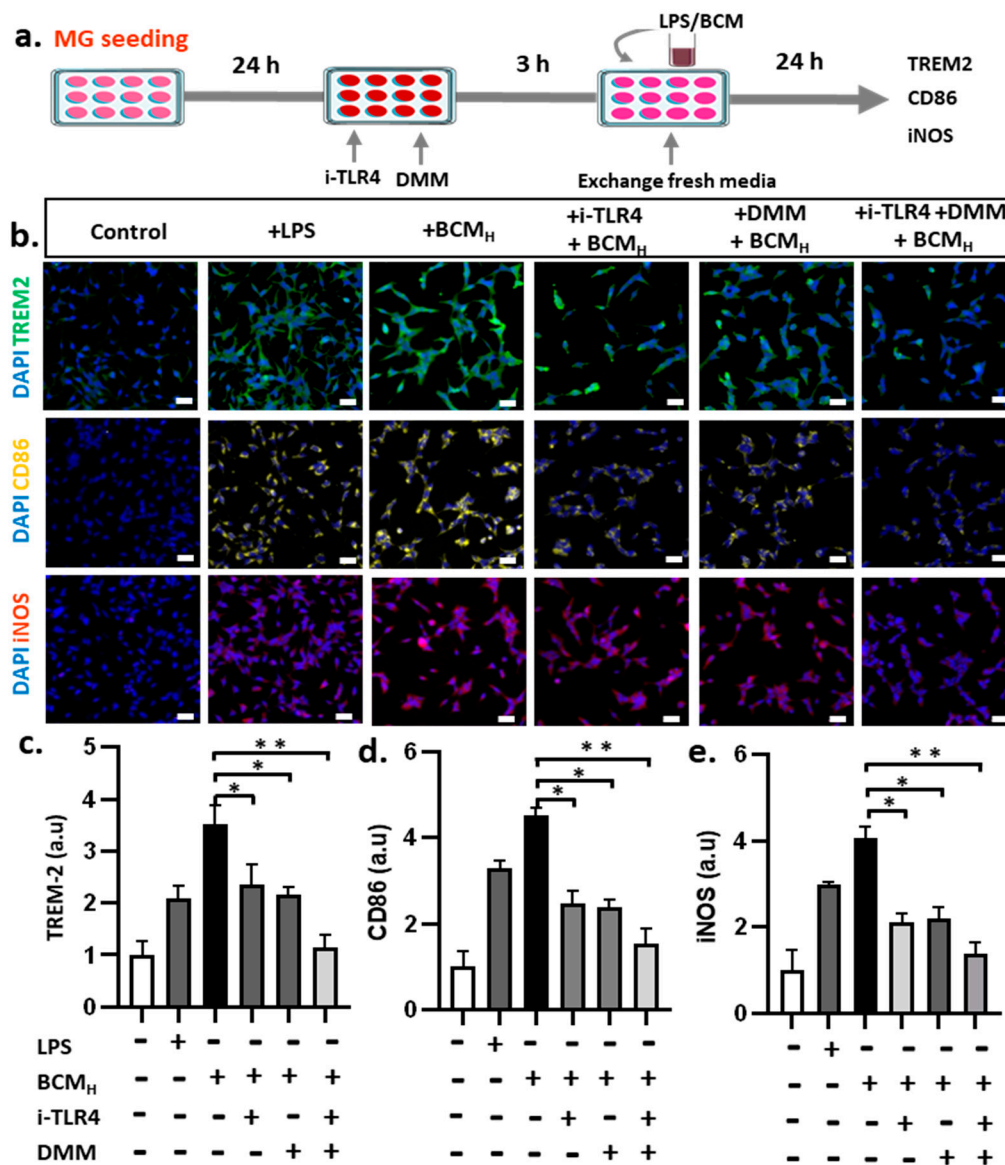 a. MG seeding
LPS/BCM
24 h
3 h
24 h
TREM2
CD86
iNOS
i-TLR4
DMM
Exchange fresh media
b.
Control
+LPS
+BCMH
+i-TLR4
+ BCMH
+DMM
+ BCMH
+i-TLR4 +DMM
+ BCMH
DAPI TREM2
DAPI CD86
DAPI iNOS
c.
TREM-2 (a.u)
5
4
3
2
1
0
* *
*
*
d.
CD86 (a.u)
6
4
2
0
* *
*
*
e.
iNOS (a.u)
6
4
2
0
* *
*
*
LPS - + - - - - - + - - - - - + - - - -
BCMH - - + + + + - - + + + + - - + + + +
i-TLR4 - - - + - + - - - + - + - - - + - +
DMM - - - - + + - - - - + + - - - - + +